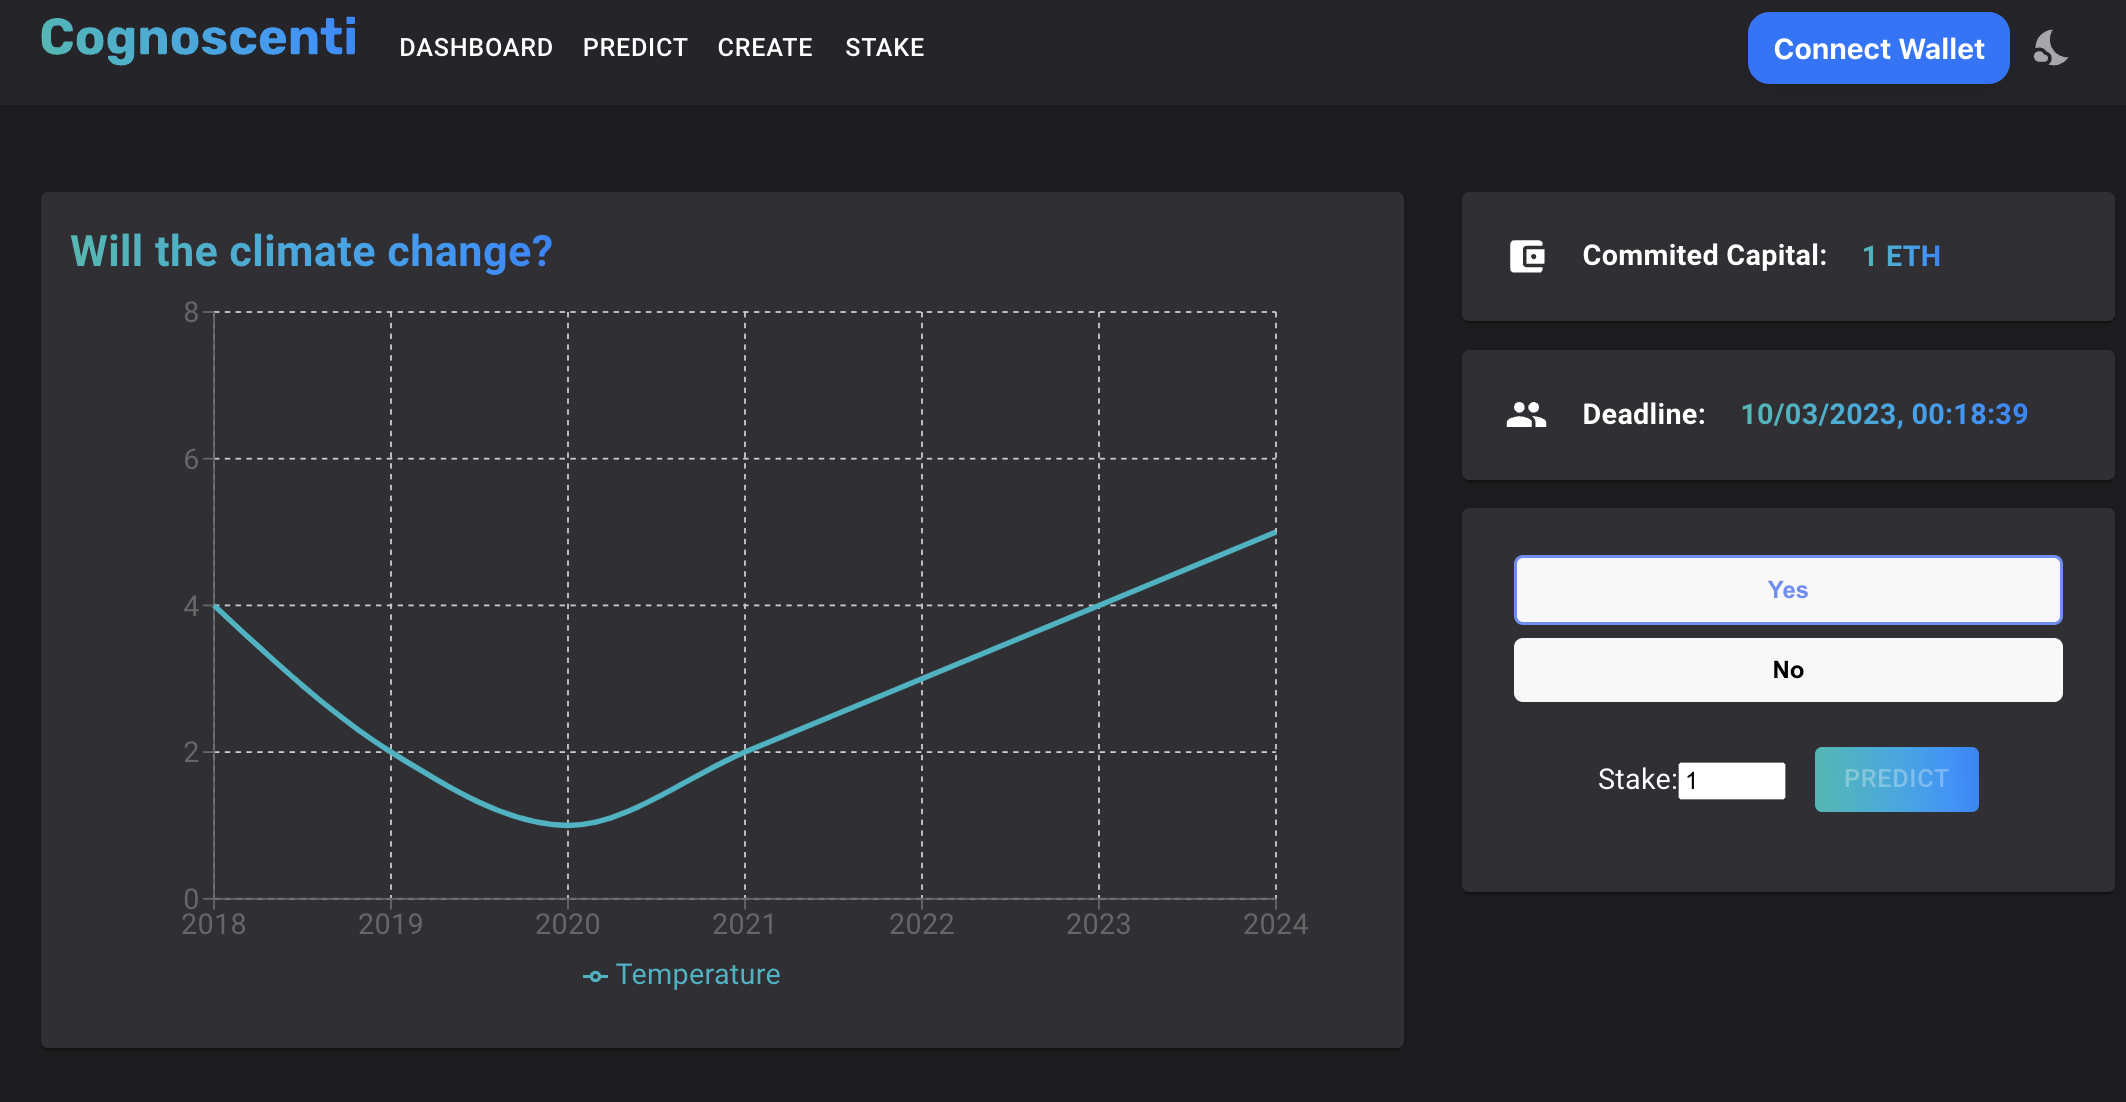 Cognoscenti
DASHBOARD PREDICT CREATE STAKE
Connect Wallet
Will the climate change?
8
6
4
2
0
2018 2019 2020 2021 2022 2023 2024
Temperature
Commited Capital: 1 ETH
Deadline: 10/03/2023, 00:18:39
Yes
No
Stake: 1 PREDICT